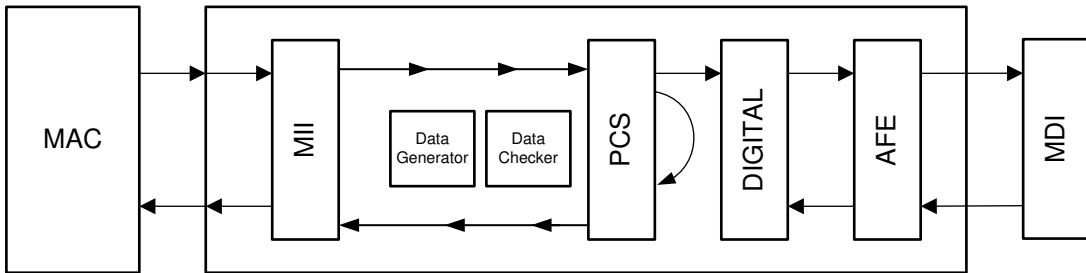 MAC
MII
Data
Generator
Data
Checker
PCS
DIGITAL
AFE
MDI